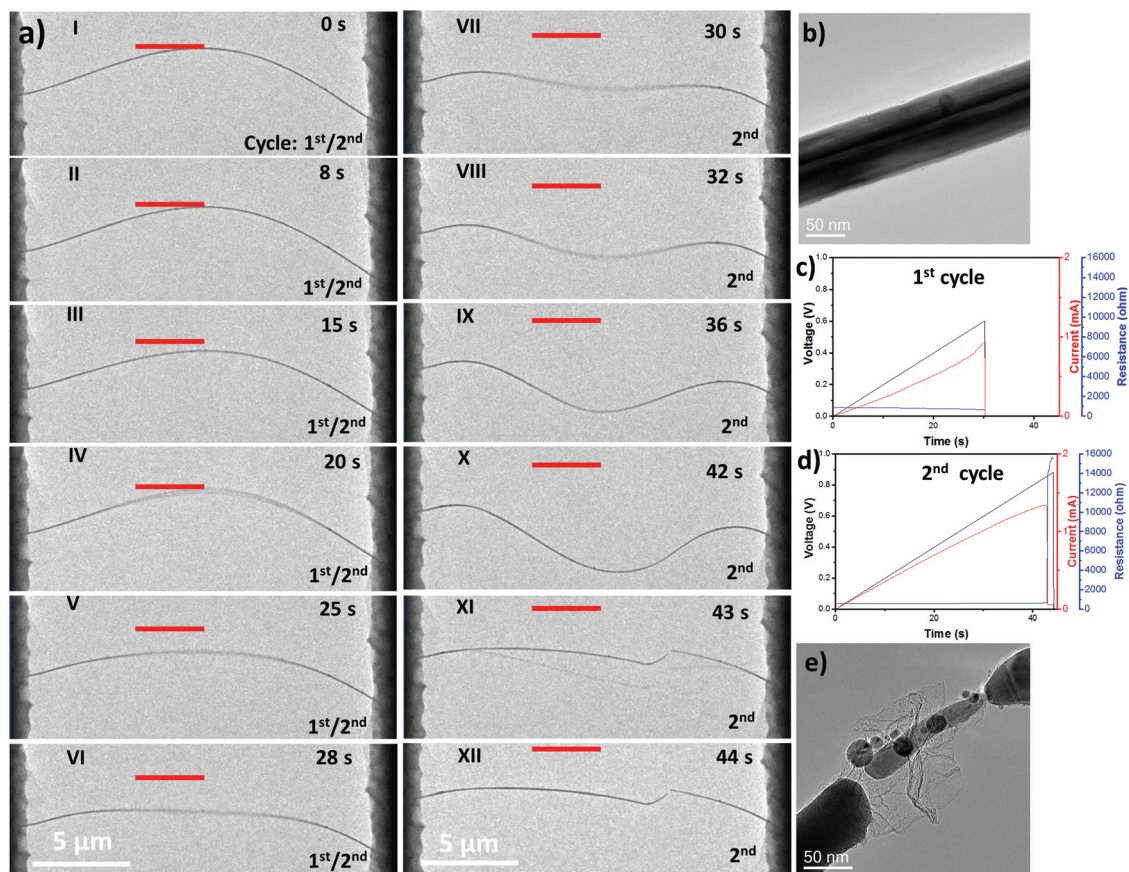 a)
I
0 s
Cycle: 1st/2nd
II
8 s
1st/2nd
III
15 s
1st/2nd
IV
20 s
1st/2nd
V
25 s
1st/2nd
VI
28 s
5 µm
1st/2nd
VII
30 s
2nd
VIII
32 s
2nd
IX
36 s
2nd
X
42 s
2nd
XI
43 s
2nd
XII
44 s
5 µm
2nd
b)
50 nm
c)
1st cycle
Voltage (V)
1.0
0.8
0.6
0.4
0.2
0.0
0 20 40
Time (s)
2
1
0
Current (mA)
16000
14000
12000
10000
8000
6000
4000
2000
0
Resistance (ohm)
d)
2nd cycle
Voltage (V)
1.0
0.8
0.6
0.4
0.2
0.0
0 20 40
Time (s)
2
1
0
Current (mA)
16000
14000
12000
10000
8000
6000
4000
2000
0
Resistance (ohm)
e)
50 nm